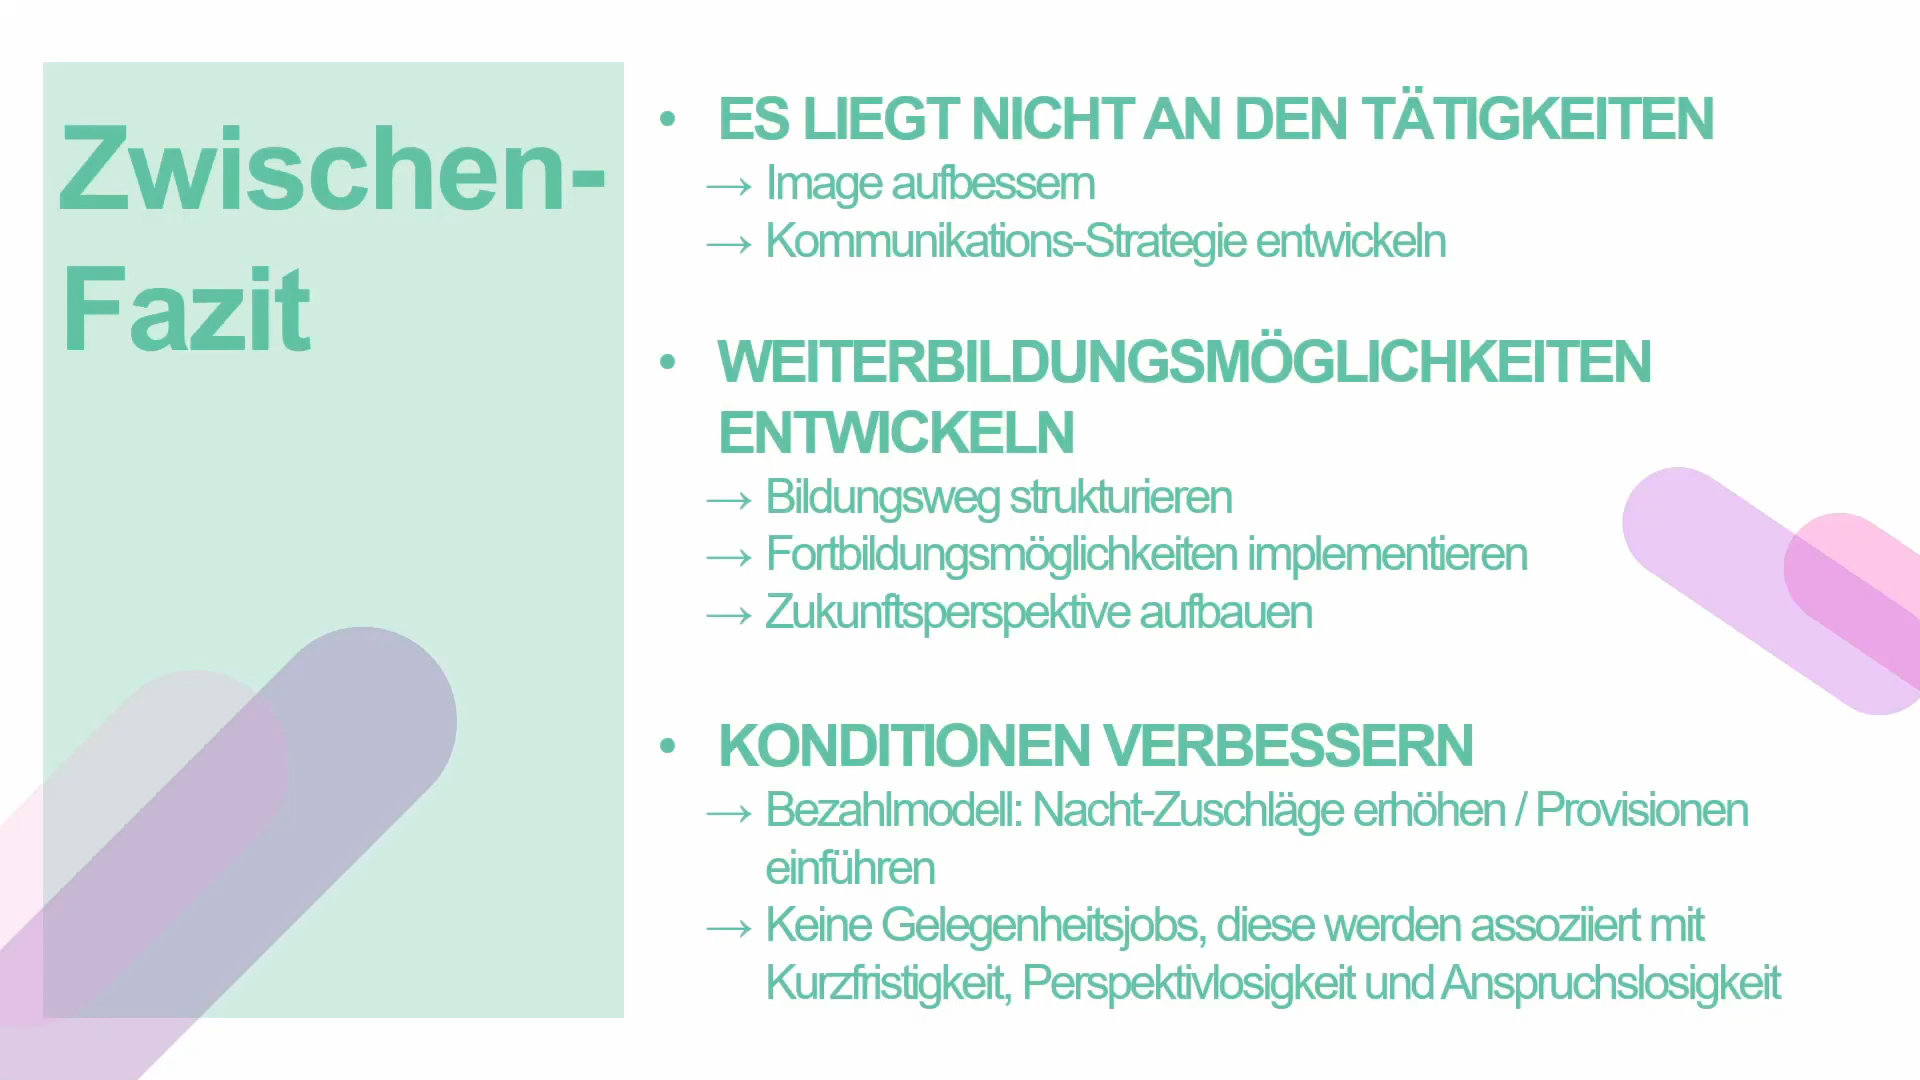 Zwischen-
Fazit
• ES LIEGT NICHT AN DEN TÄTIGKEITEN
→ Image aufbessern
→ Kommunikations-Strategie entwickeln
• WEITERBILDUNGSMÖGLICHKEITEN
ENTWICKELN
→ Bildungsweg strukturieren
→ Fortbildungsmöglichkeiten implementieren
→ Zukunftsperspektive aufbauen
• KONDITIONEN VERBESSERN
→ Bezahlmodell: Nacht-Zuschläge erhöhen / Provisionen
einführen
→ Keine Gelegenheitsjobs, diese werden assoziiert mit
Kurzfristigkeit, Perspektivlosigkeit und Anspruchslosigkeit